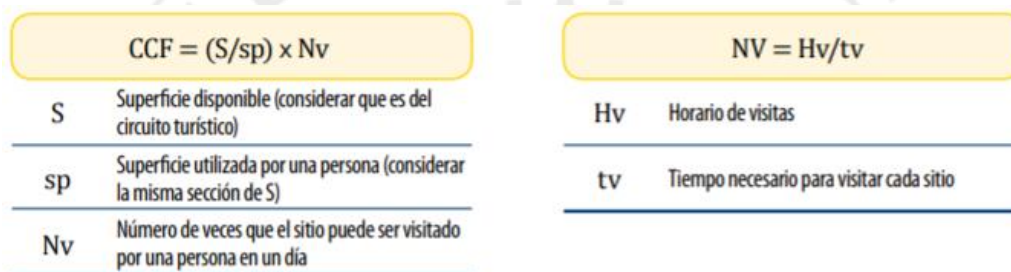 CCF = (S/sp) x Nv
S Superficie disponible (considerar que es del
circuito turístico)
sp Superficie utilizada por una persona (considerar
la misma sección de S)
Nv Número de veces que el sitio puede ser visitado
por una persona en un día
NV = Hv/tv
Hv Horario de visitas
tv Tiempo necesario para visitar cada sitio